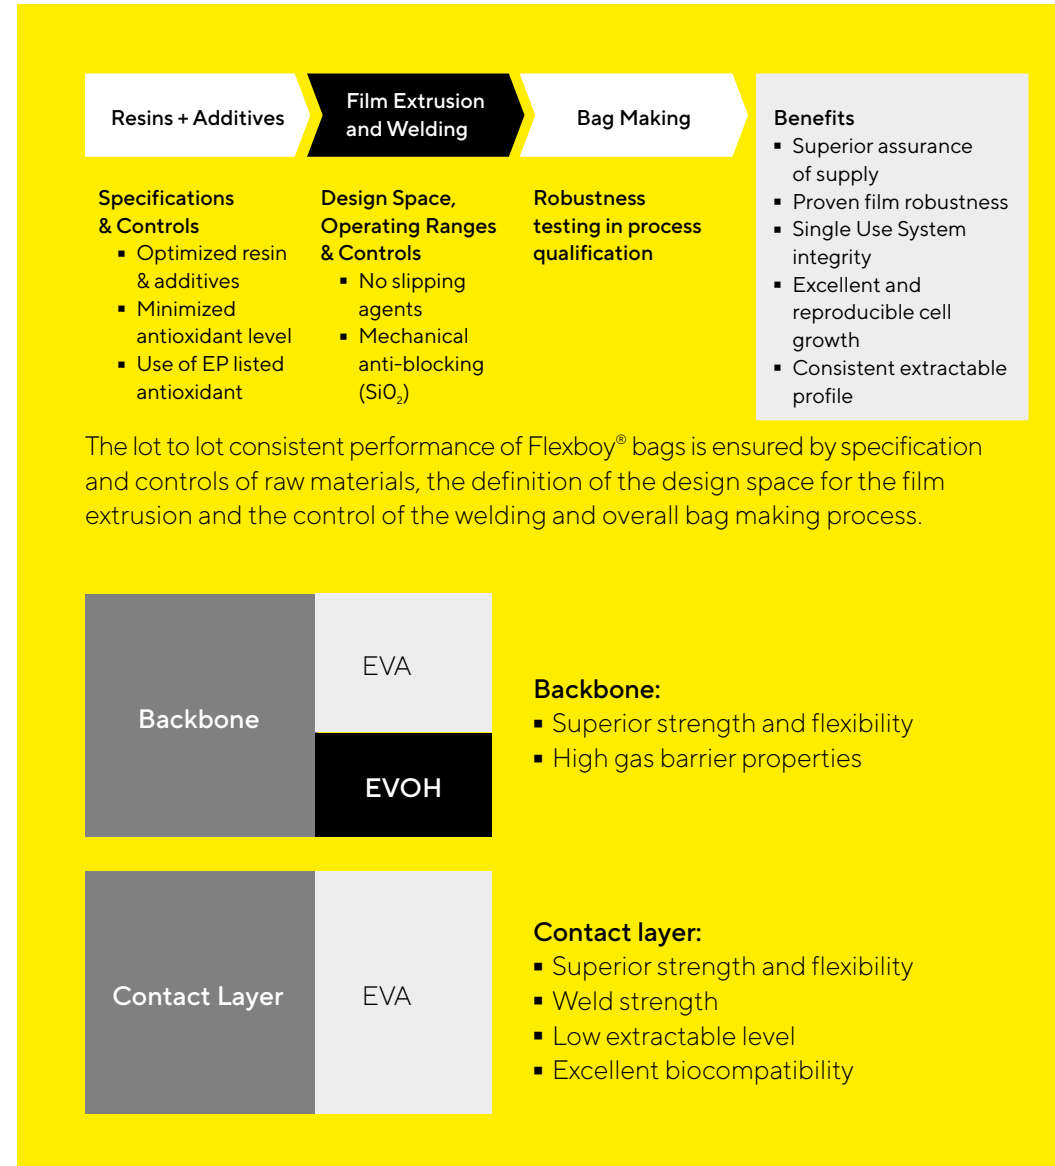 Resins + Additives
Film Extrusion
and Welding
Bag Making
Specifications
& Controls
▪ Optimized resin
& additives
▪ Minimized
antioxidant level
▪ Use of EP listed
antioxidant
Design Space,
Operating Ranges
& Controls
▪ No slipping
agents
▪ Mechanical
anti-blocking
(SiO₂)
Robustness
testing in process
qualification
Benefits
▪ Superior assurance
of supply
▪ Proven film robustness
▪ Single Use System
integrity
▪ Excellent and
reproducible cell
growth
▪ Consistent extractable
profile
The lot to lot consistent performance of Flexboy® bags is ensured by specification
and controls of raw materials, the definition of the design space for the film
extrusion and the control of the welding and overall bag making process.
Backbone
EVA
EVOH
Backbone:
▪ Superior strength and flexibility
▪ High gas barrier properties
Contact Layer
EVA
Contact layer:
▪ Superior strength and flexibility
▪ Weld strength
▪ Low extractable level
▪ Excellent biocompatibility